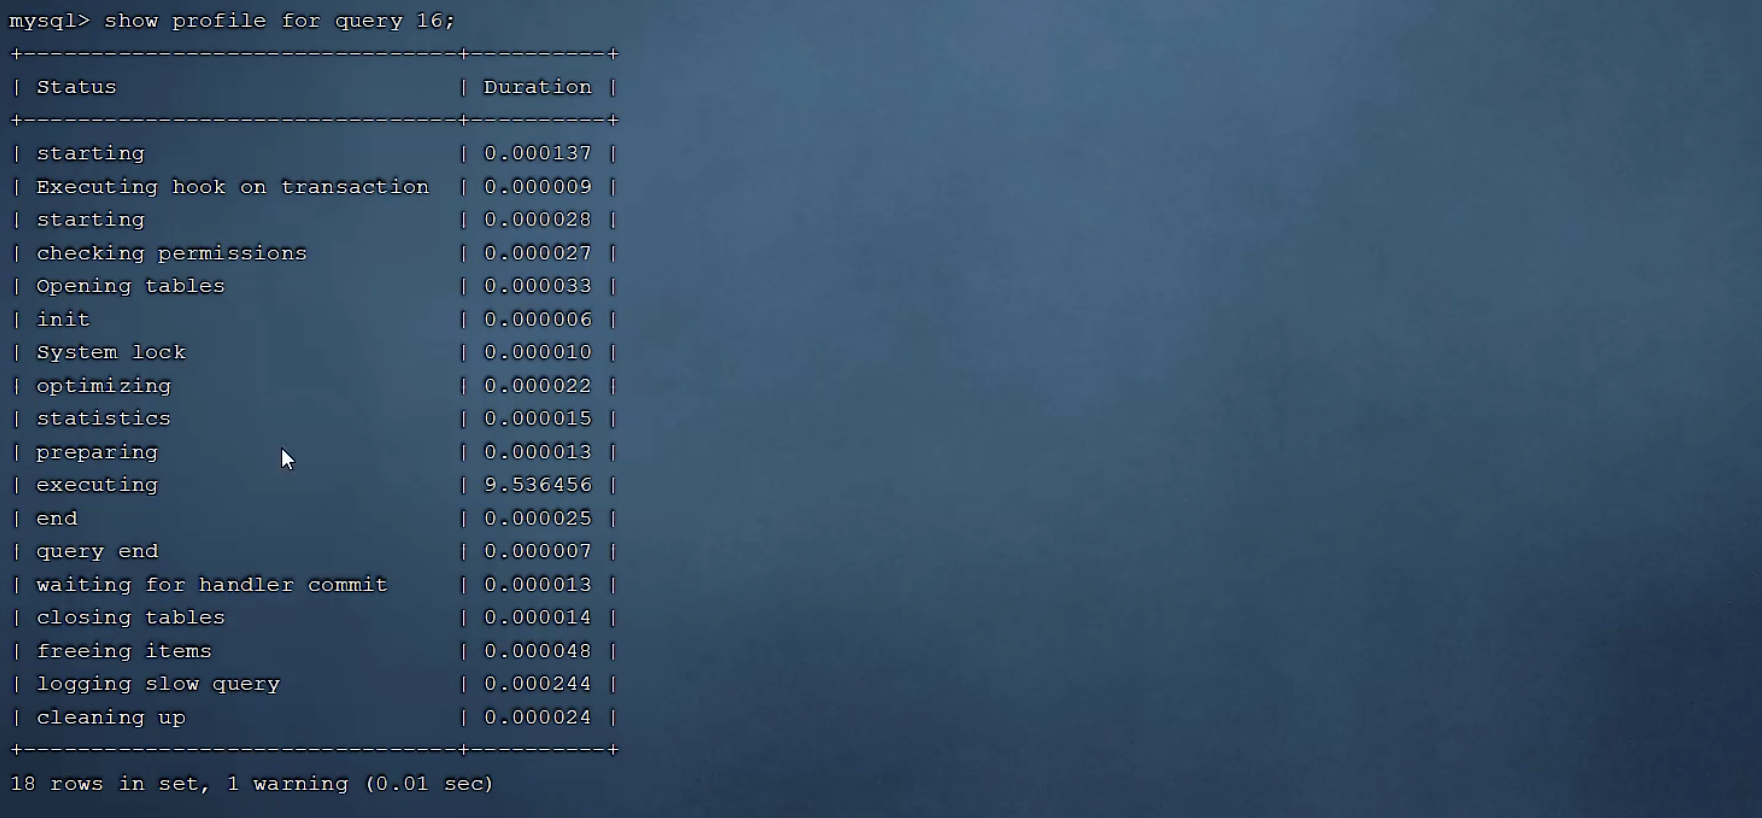 mysql> show profile for query 16;
+--------------------------------+----------+
| Status                         | Duration |
+--------------------------------+----------+
| starting                       | 0.000137 |
| Executing hook on transaction  | 0.000009 |
| starting                       | 0.000028 |
| checking permissions           | 0.000027 |
| Opening tables                 | 0.000033 |
| init                           | 0.000006 |
| System lock                    | 0.000010 |
| optimizing                     | 0.000022 |
| statistics                     | 0.000015 |
| preparing                      | 0.000013 |
| executing                      | 9.536456 |
| end                            | 0.000025 |
| query end                      | 0.000007 |
| waiting for handler commit     | 0.000013 |
| closing tables                 | 0.000014 |
| freeing items                  | 0.000048 |
| logging slow query             | 0.000244 |
| cleaning up                    | 0.000024 |
+--------------------------------+----------+
18 rows in set, 1 warning (0.01 sec)